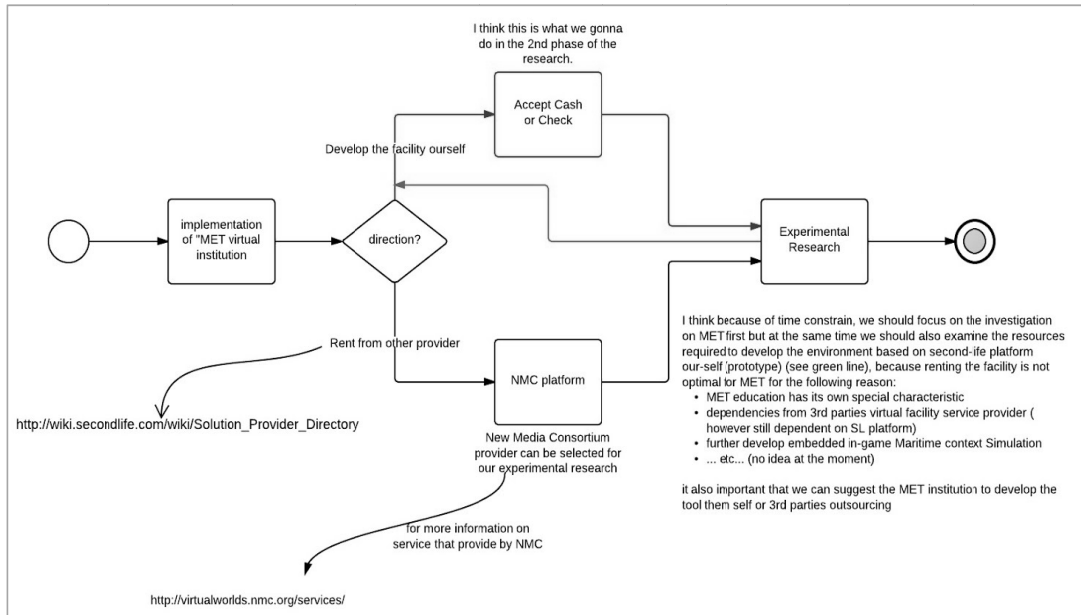 I think this is what we gonna
do in the 2nd phase of the
research.
Accept Cash
or Check
Develop the facility ourself
implementation
of "MET virtual
institution
direction?
Experimental
Research
Rent from other provider
NMC platform
http://wiki.secondlife.com/wiki/Solution_Provider_Directory
New Media Consortium
provider can be selected for
our experimental research
for more information on
service that provide by NMC
http://virtualworlds.nmc.org/services/
I think because of time constrain, we should focus on the investigation
on MET first but at the same time we should also examine the resources
required to develop the environment based on second-life platform
our-self (prototype) (see green line), because renting the facility is not
optimal for MET for the following reason:
• MET education has its own special characteristic
• dependencies from 3rd parties virtual facility service provider (
however still dependent on SL platform)
• further develop embedded in-game Maritime context Simulation
• ... etc... (no idea at the moment)
it also important that we can suggest the MET institution to develop the
tool them self or 3rd parties outsourcing